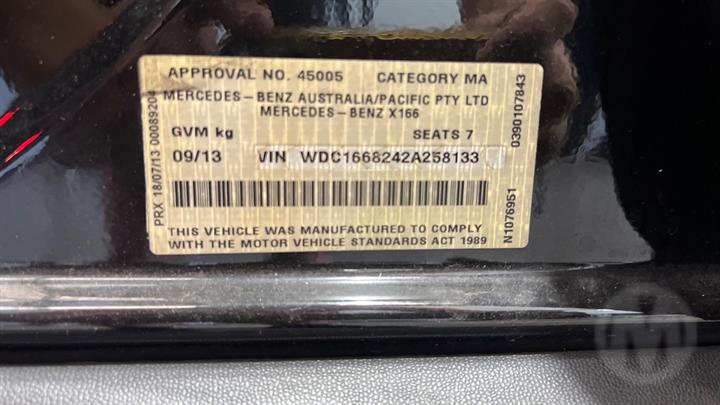 APPROVAL NO. 45005 CATEGORY MA
MERCEDES-BENZ AUSTRALIA/PACIFIC PTY LTD
MERCEDES-BENZ X166
GVM kg SEATS 7
09/13 VIN WDC1668242A258133
THIS VEHICLE WAS MANUFACTURED TO COMPLY
WITH THE MOTOR VEHICLE STANDARDS ACT 1989
PRX 18/07/13 00089204
0390107843
N1076951
M